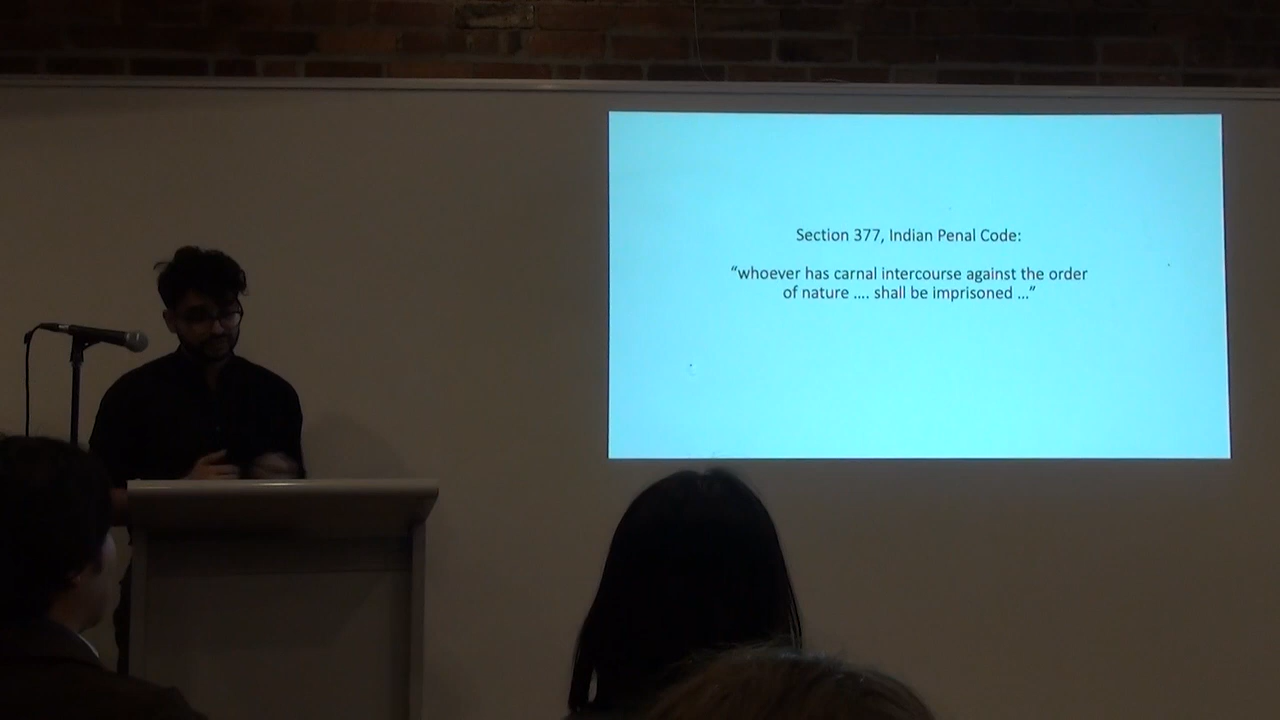 Section 377, Indian Penal Code:
“whoever has carnal intercourse against the order
of nature .... shall be imprisoned ...”